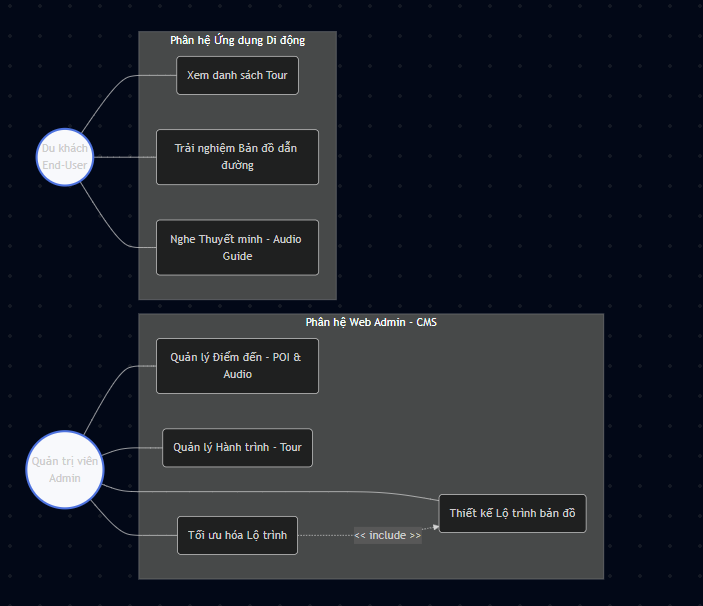 Phân hệ Ứng dụng Di động
Xem danh sách Tour
Du khách
End-User
Trải nghiệm Bản đồ dẫn
đường
Nghe Thuyết minh - Audio
Guide
Phân hệ Web Admin - CMS
Quản lý Điểm đến - POI &
Audio
Quản lý Hành trình - Tour
Quản trị viên
Admin
Thiết kế Lộ trình bản đồ
Tối ưu hóa Lộ trình
<< include >>